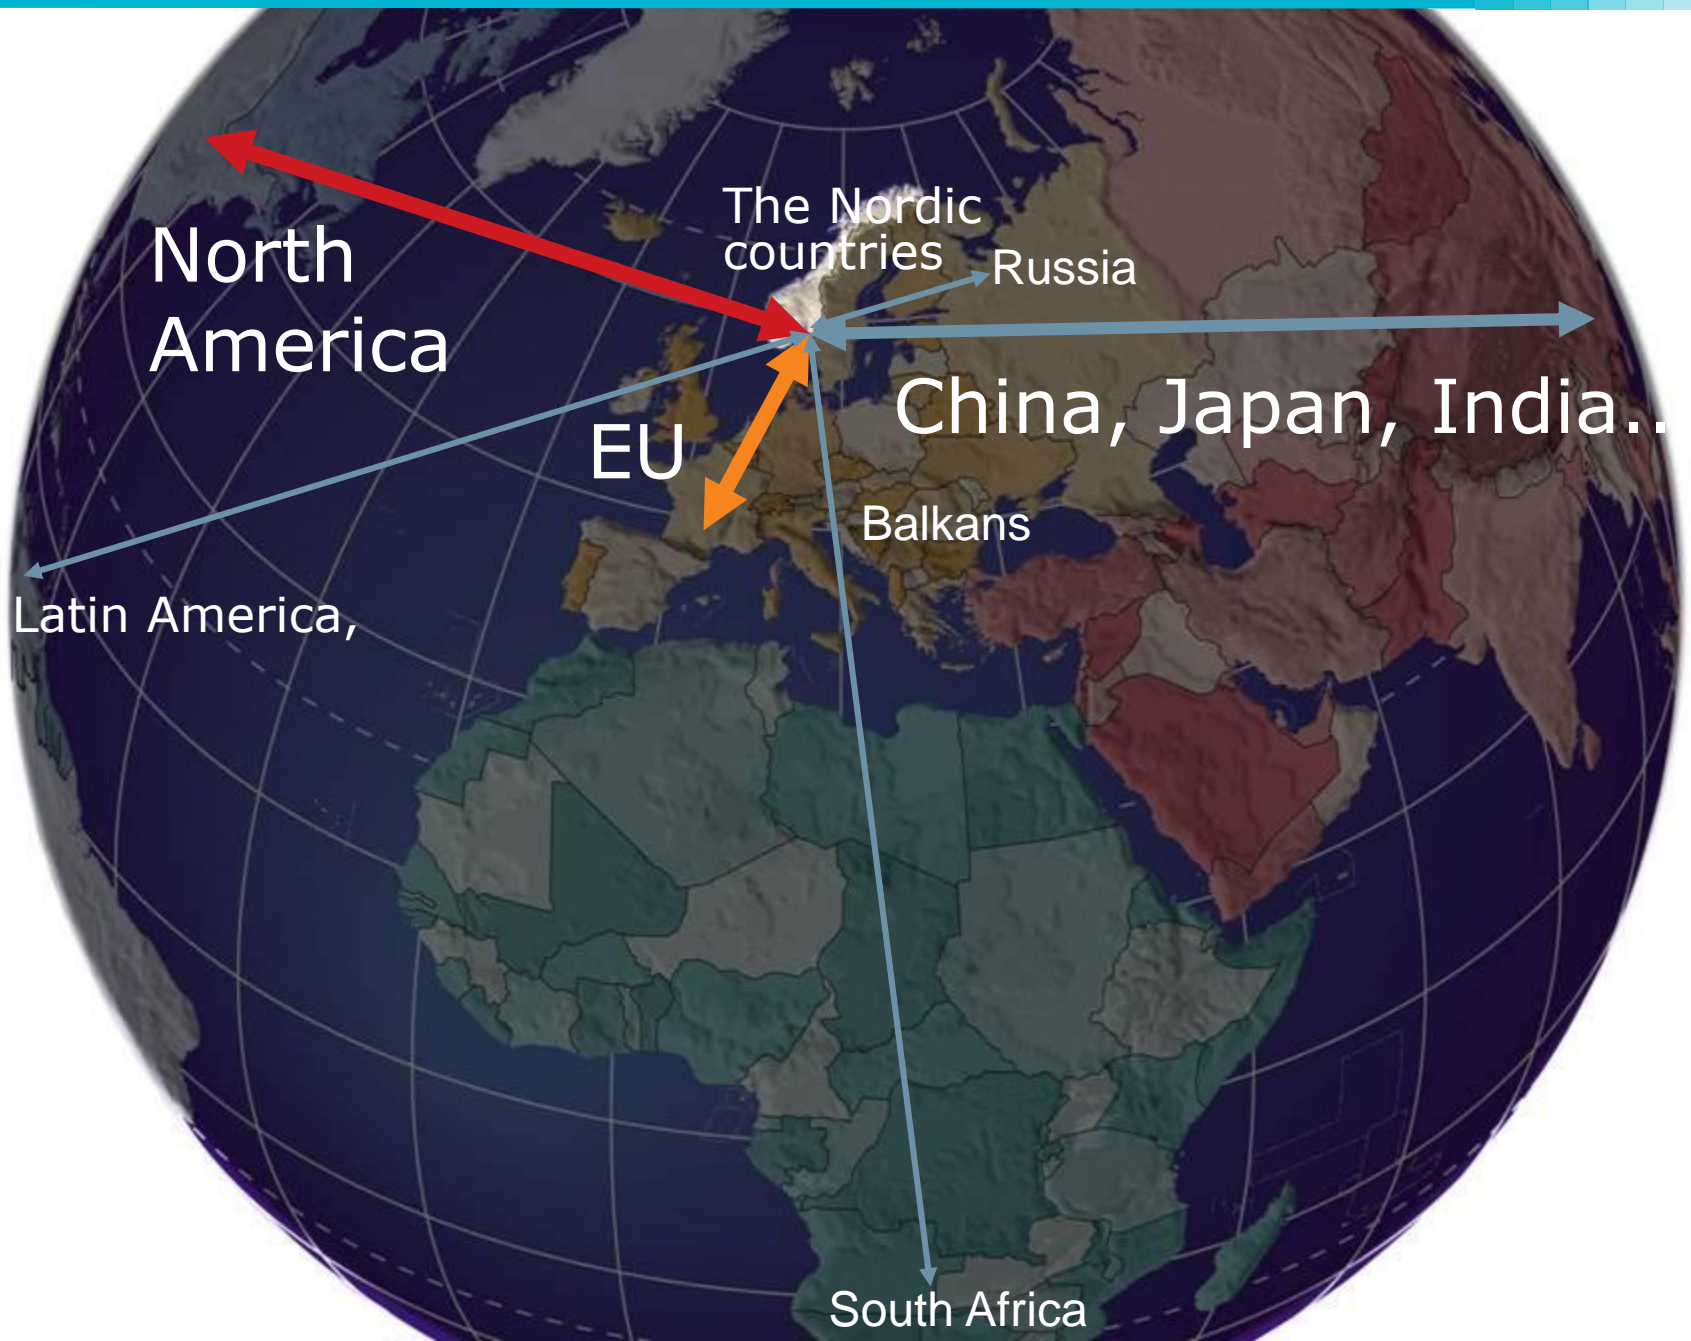 The Nordic
countries
North
America
Russia
China, Japan, India..
EU
Balkans
Latin America,
South Africa